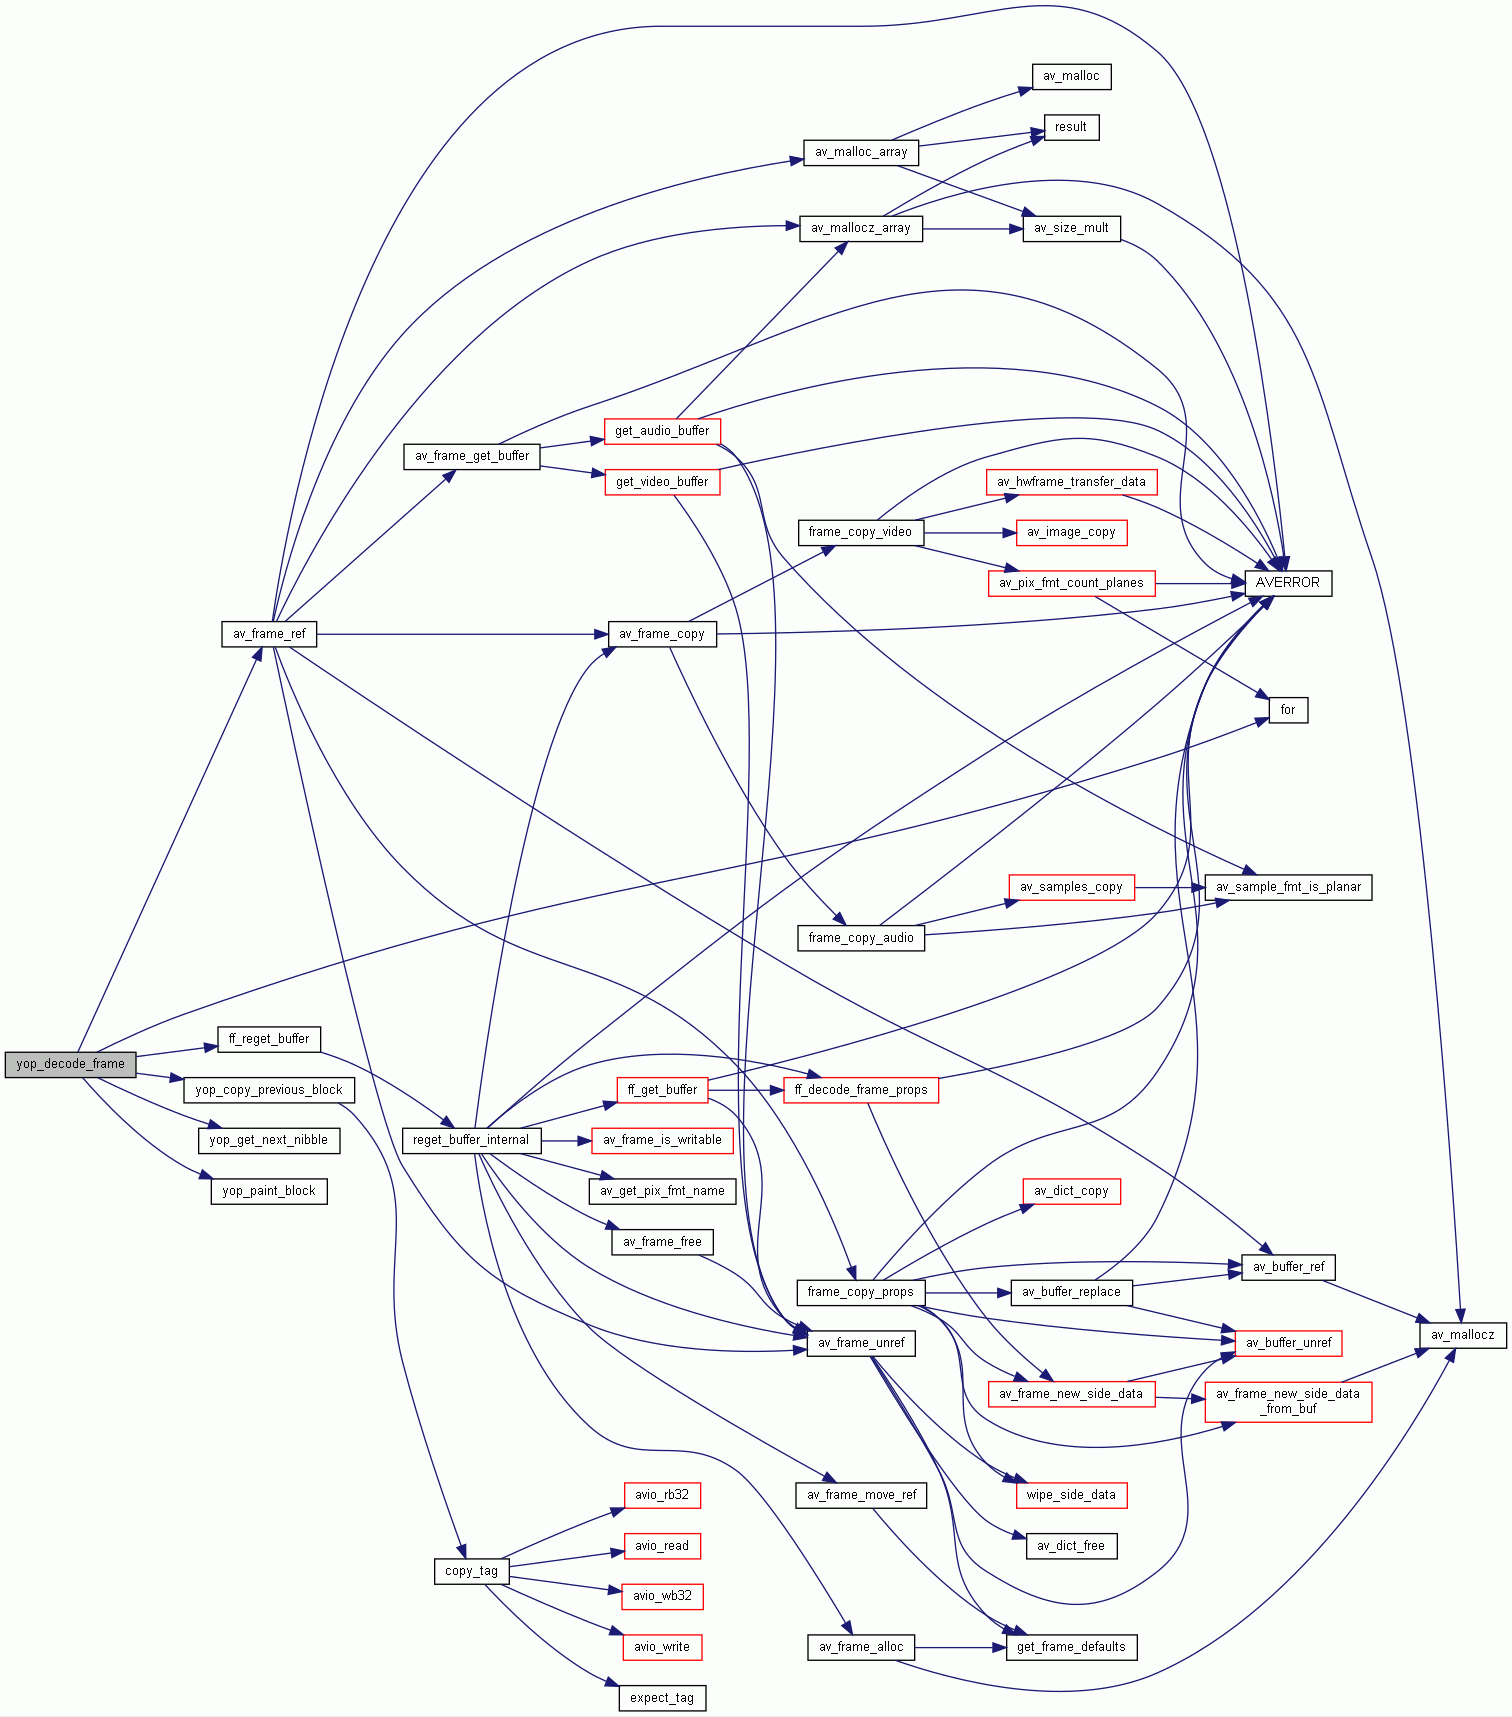 av_malloc
result
av_malloc_array
av_mallocz_array
av_size_mult
get_audio_buffer
av_frame_get_buffer
get_video_buffer
av_hwframe_transfer_data
frame_copy_video
av_image_copy
av_pix_fmt_count_planes
AVERROR
av_frame_ref
av_frame_copy
for
av_samples_copy
av_sample_fmt_is_planar
frame_copy_audio
ff_reget_buffer
yop_decode_frame
yop_copy_previous_block
ff_get_buffer
ff_decode_frame_props
yop_get_next_nibble
reget_buffer_internal
av_frame_is_writable
yop_paint_block
av_get_pix_fmt_name
av_dict_copy
av_frame_free
av_buffer_ref
frame_copy_props
av_buffer_replace
av_mallocz
av_frame_unref
av_buffer_unref
av_frame_new_side_data
av_frame_new_side_data
_from_buf
avio_rb32
av_frame_move_ref
wipe_side_data
avio_read
av_dict_free
copy_tag
avio_wb32
avio_write
av_frame_alloc
get_frame_defaults
expect_tag